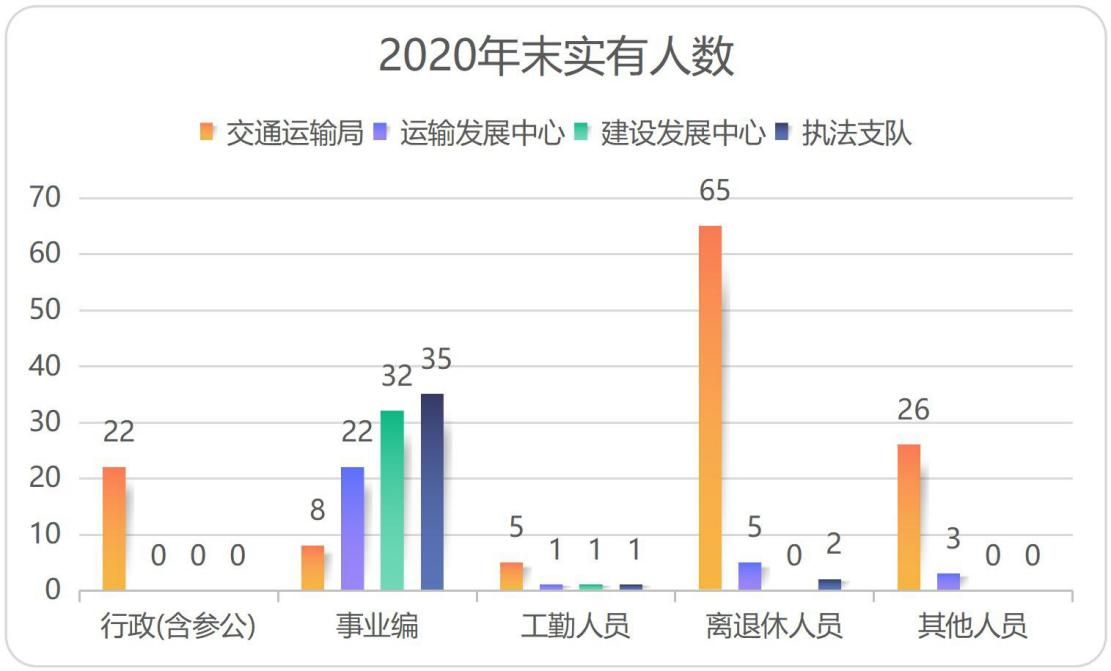 2020年末实有人数
交通运输局 运输发展中心 建设发展中心 执法支队
70
60
50
40
30
20
10
0
22 0 0 0
8 22 32 35
5 1 1 1
65 5 0 2
26 3 0 0
行政(含参公) 事业编 工勤人员 离退休人员 其他人员